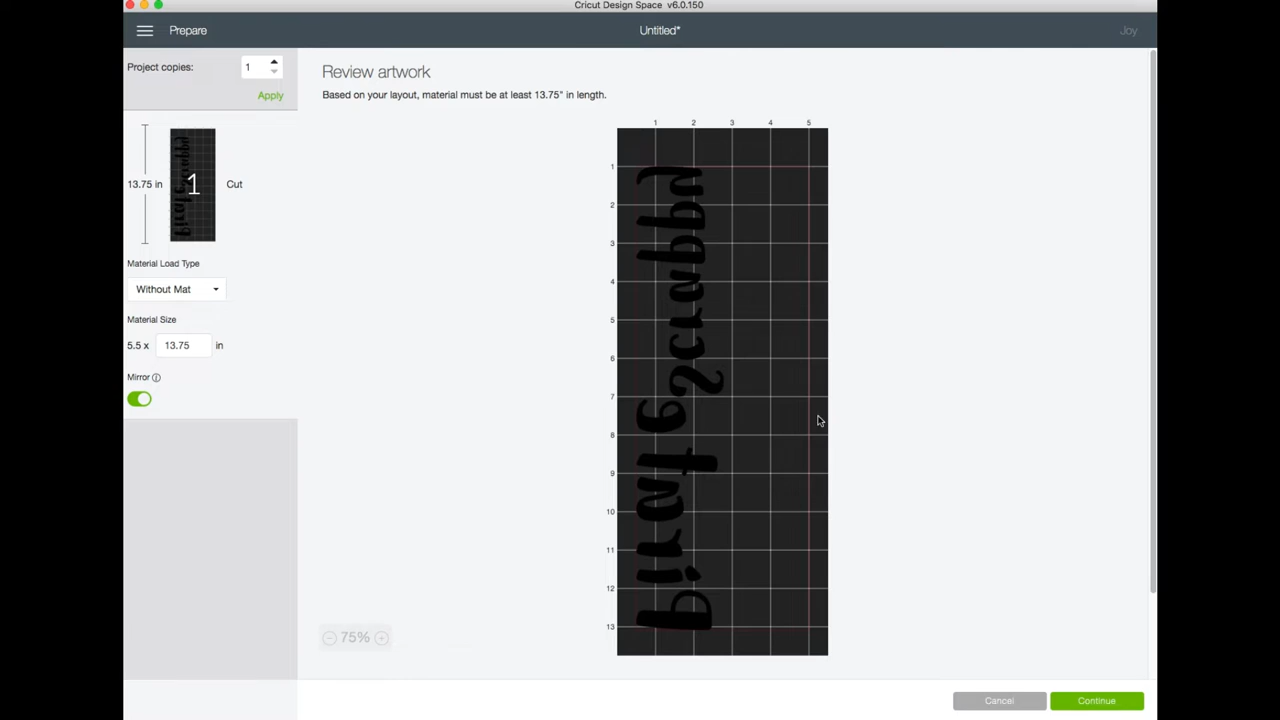 Cricut Design Space v6.0.150
Prepare
Untitled*
Joy
Project copies:
1
Apply
Review artwork
Based on your layout, material must be at least 13.75" in length.
13.75 in
1
Cut
Material Load Type
Without Mat
Material Size
5.5 x 13.75 in
Mirror
1 2 3 4 5
1
2
3
4
5
6
7
8
9
10
11
12
13
75%
Cancel
Continue